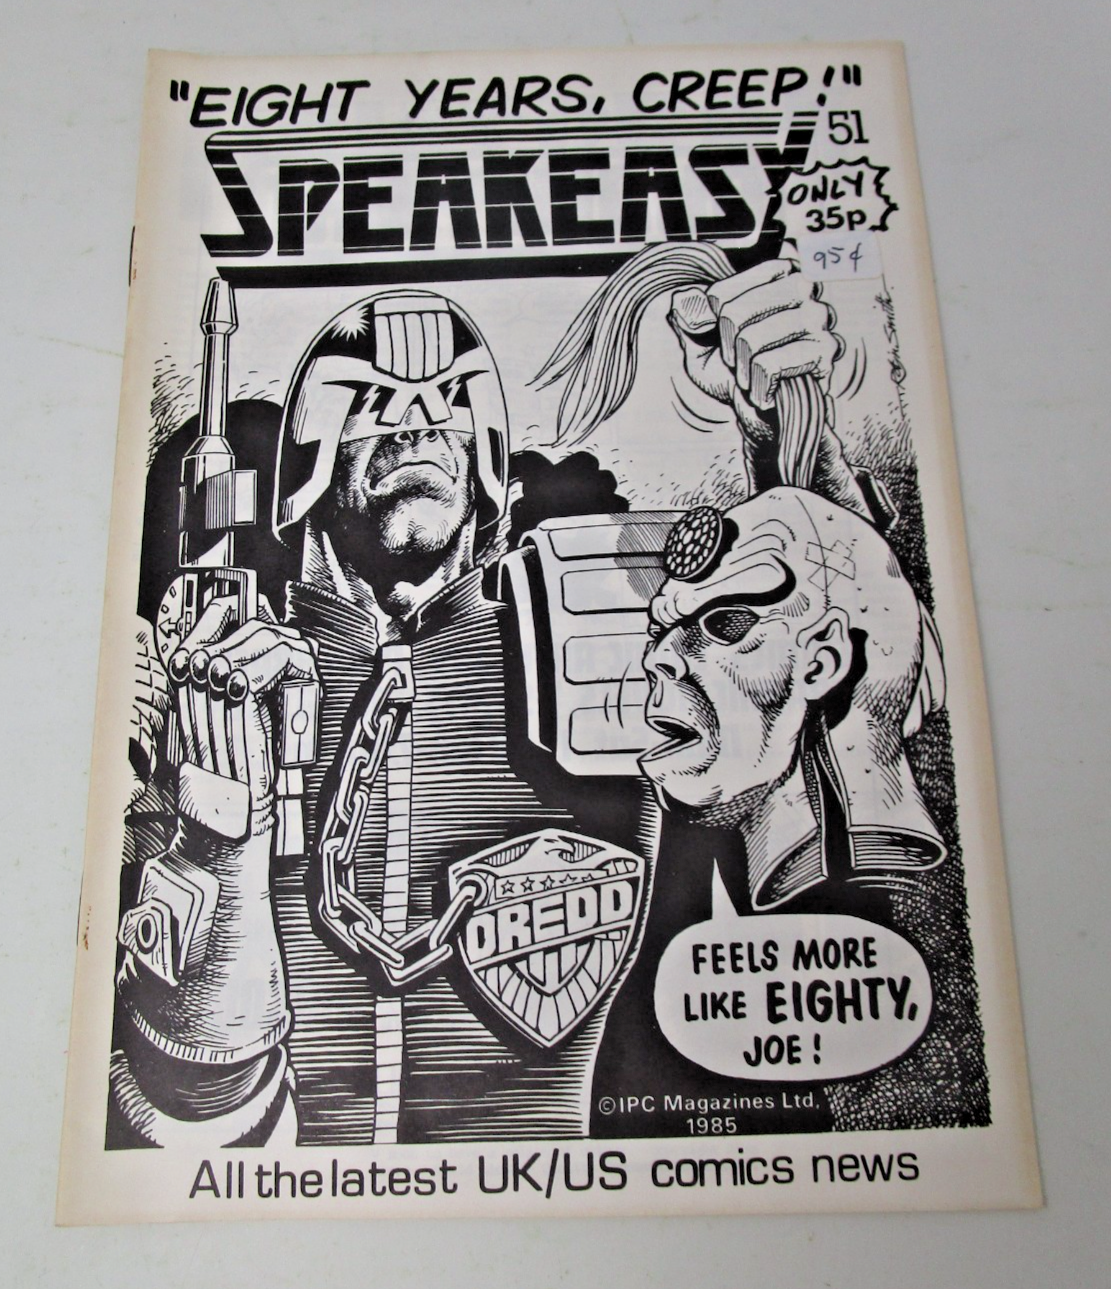 "EIGHT YEARS, CREEP!"
SPEAKEASY
51
ONLY
35p
95¢
DREDD
FEELS MORE
LIKE EIGHTY,
JOE!
©IPC Magazines Ltd,
1985
All the latest UK/US comics news